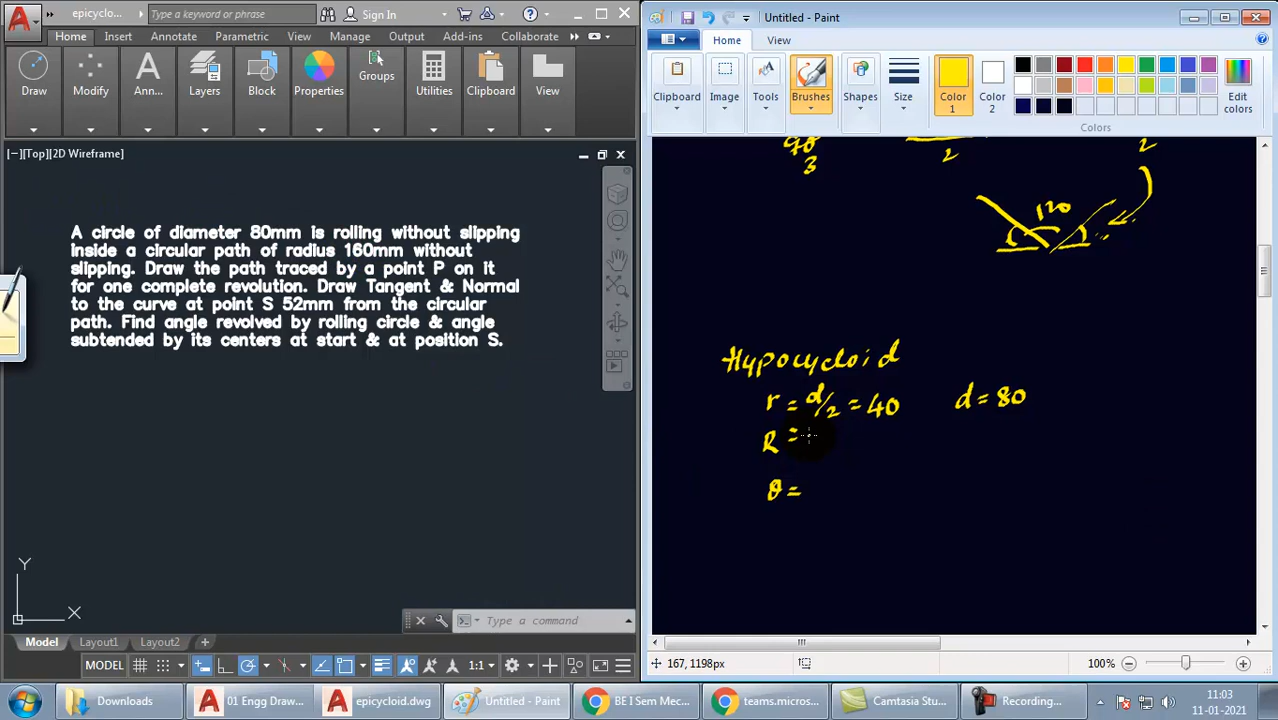 epicyclo...
Type a keyword or phrase
Sign In
Home Insert Annotate Parametric View Manage Output Add-ins Collaborate
Draw Modify Ann... Layers Block Properties Groups Utilities Clipboard View
[−][Top][2D Wireframe]
A circle of diameter 80mm is rolling without slipping
inside a circular path of radius 160mm without
slipping. Draw the path traced by a point P on it
for one complete revolution. Draw Tangent & Normal
to the curve at point S 52mm from the circular
path. Find angle revolved by rolling circle & angle
subtended by its centers at start & at position S.
Y
X
Type a command
Model Layout1 Layout2 +
MODEL 1:1
Untitled - Paint
Home View
Clipboard Image Tools Brushes Shapes Size Color 1 Color 2 Edit colors
Colors
3 2 2
120
Hypocycloid
r = d/2 = 40 d = 80
R =
θ =
167, 1198px
100%
Downloads
01 Engg Draw...
epicycloid.dwg
Untitled - Paint
BE I Sem Mec...
teams.micros...
Camtasia Stu...
Recording...
11:03
11-01-2021